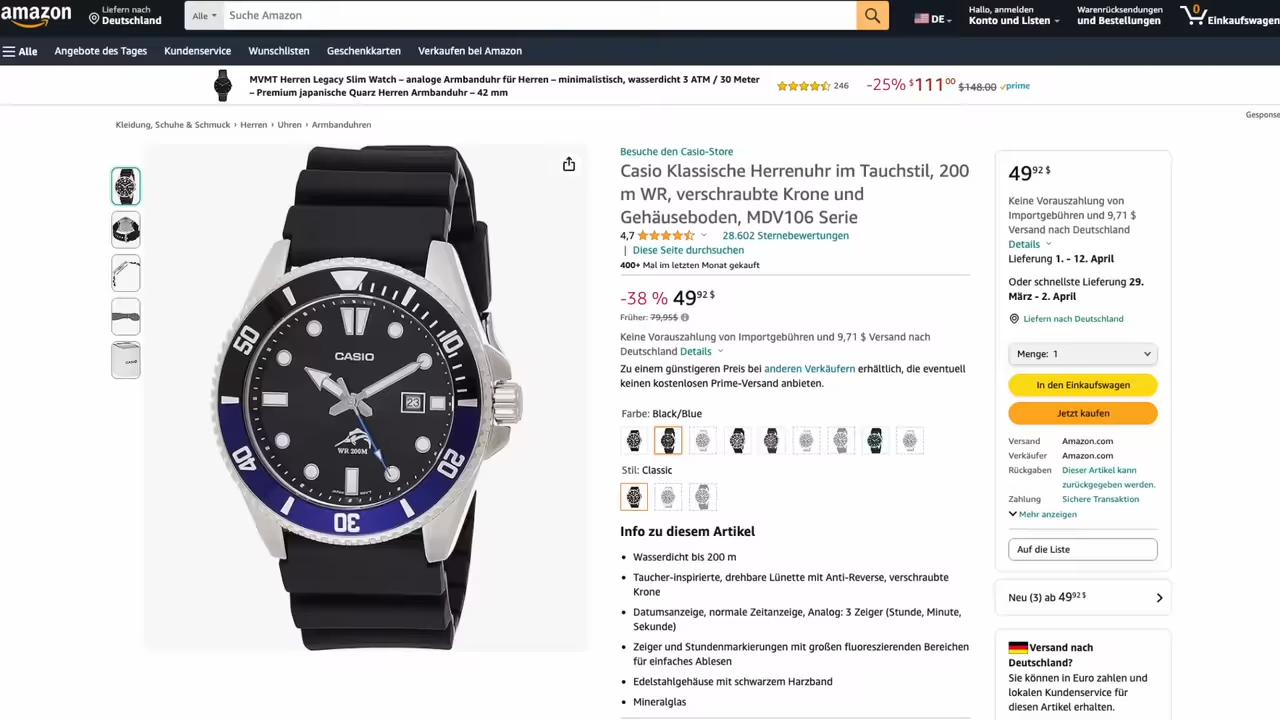 amazon
Liefern nach
Deutschland
Alle
Suche Amazon
DE
Hallo, anmelden
Konto und Listen
Warenrücksendungen
und Bestellungen
0
Einkaufswagen
Alle
Angebote des Tages
Kundenservice
Wunschlisten
Geschenkkarten
Verkaufen bei Amazon
MVMT Herren Legacy Slim Watch – analoge Armbanduhr für Herren – minimalistisch, wasserdicht 3 ATM / 30 Meter
– Premium japanische Quarz Herren Armbanduhr – 42 mm
246
-25% $111⁰⁰ $148.00 prime
Gesponse
Kleidung, Schuhe & Schmuck › Herren › Uhren › Armbanduhren
50
10
40
20
30
CASIO
23
WR 200M
CASIO
Besuche den Casio-Store
Casio Klassische Herrenuhr im Tauchstil, 200
m WR, verschraubte Krone und
Gehäuseboden, MDV106 Serie
4,7
28.602 Sternebewertungen
| Diese Seite durchsuchen
400+ Mal im letzten Monat gekauft
-38 % 49⁹²$
Früher: 79,95$
Keine Vorauszahlung von Importgebühren und 9,71 $ Versand nach
Deutschland Details
Zu einem günstigeren Preis bei anderen Verkäufern erhältlich, die eventuell
keinen kostenlosen Prime-Versand anbieten.
Farbe: Black/Blue
Stil: Classic
Info zu diesem Artikel
• Wasserdicht bis 200 m
• Taucher-inspirierte, drehbare Lünette mit Anti-Reverse, verschraubte
Krone
• Datumsanzeige, normale Zeitanzeige, Analog: 3 Zeiger (Stunde, Minute,
Sekunde)
• Zeiger und Stundenmarkierungen mit großen fluoreszierenden Bereichen
für einfaches Ablesen
• Edelstahlgehäuse mit schwarzem Harzband
• Mineralglas
49⁹²$
Keine Vorauszahlung von
Importgebühren und 9,71 $
Versand nach Deutschland
Details
Lieferung 1. - 12. April
Oder schnellste Lieferung 29.
März - 2. April
Liefern nach Deutschland
Menge: 1
In den Einkaufswagen
Jetzt kaufen
Versand Amazon.com
Verkäufer Amazon.com
Rückgaben Dieser Artikel kann
zurückgegeben werden.
Zahlung Sichere Transaktion
Mehr anzeigen
Auf die Liste
Neu (3) ab 49⁹²$
Versand nach
Deutschland?
Sie können in Euro zahlen und
lokalen Kundenservice für
diesen Artikel erhalten.